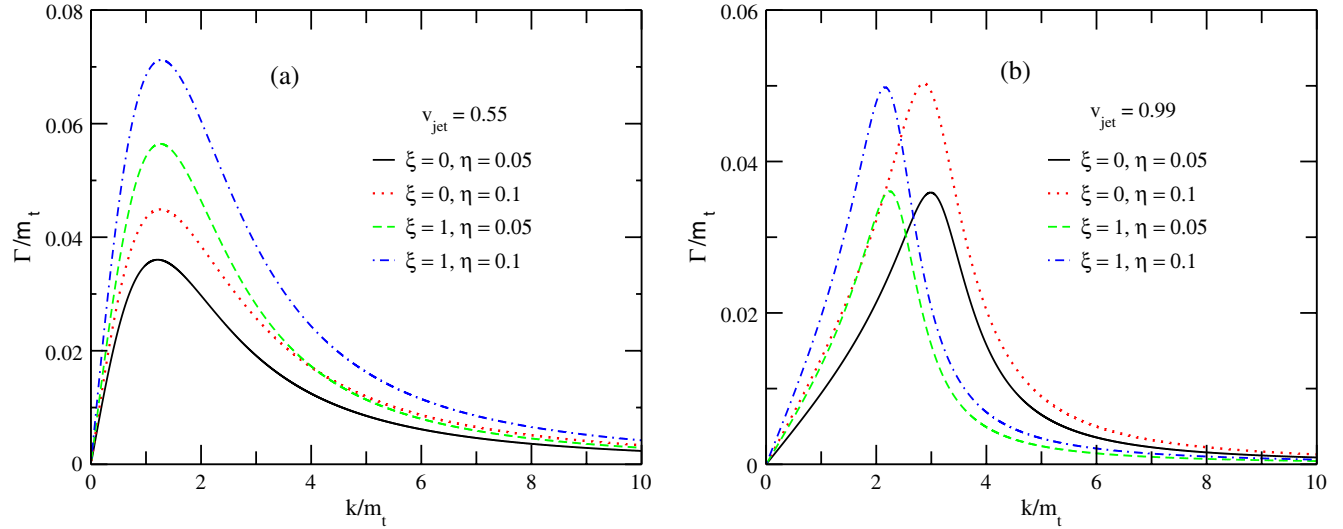 (a)
v_jet = 0.55
ξ = 0, η = 0.05
ξ = 0, η = 0.1
ξ = 1, η = 0.05
ξ = 1, η = 0.1
0.08
0.06
0.04
0.02
0
Γ/m_t
0 2 4 6 8 10
k/m_t
(b)
v_jet = 0.99
ξ = 0, η = 0.05
ξ = 0, η = 0.1
ξ = 1, η = 0.05
ξ = 1, η = 0.1
0.06
0.04
0.02
0
Γ/m_t
0 2 4 6 8 10
k/m_t